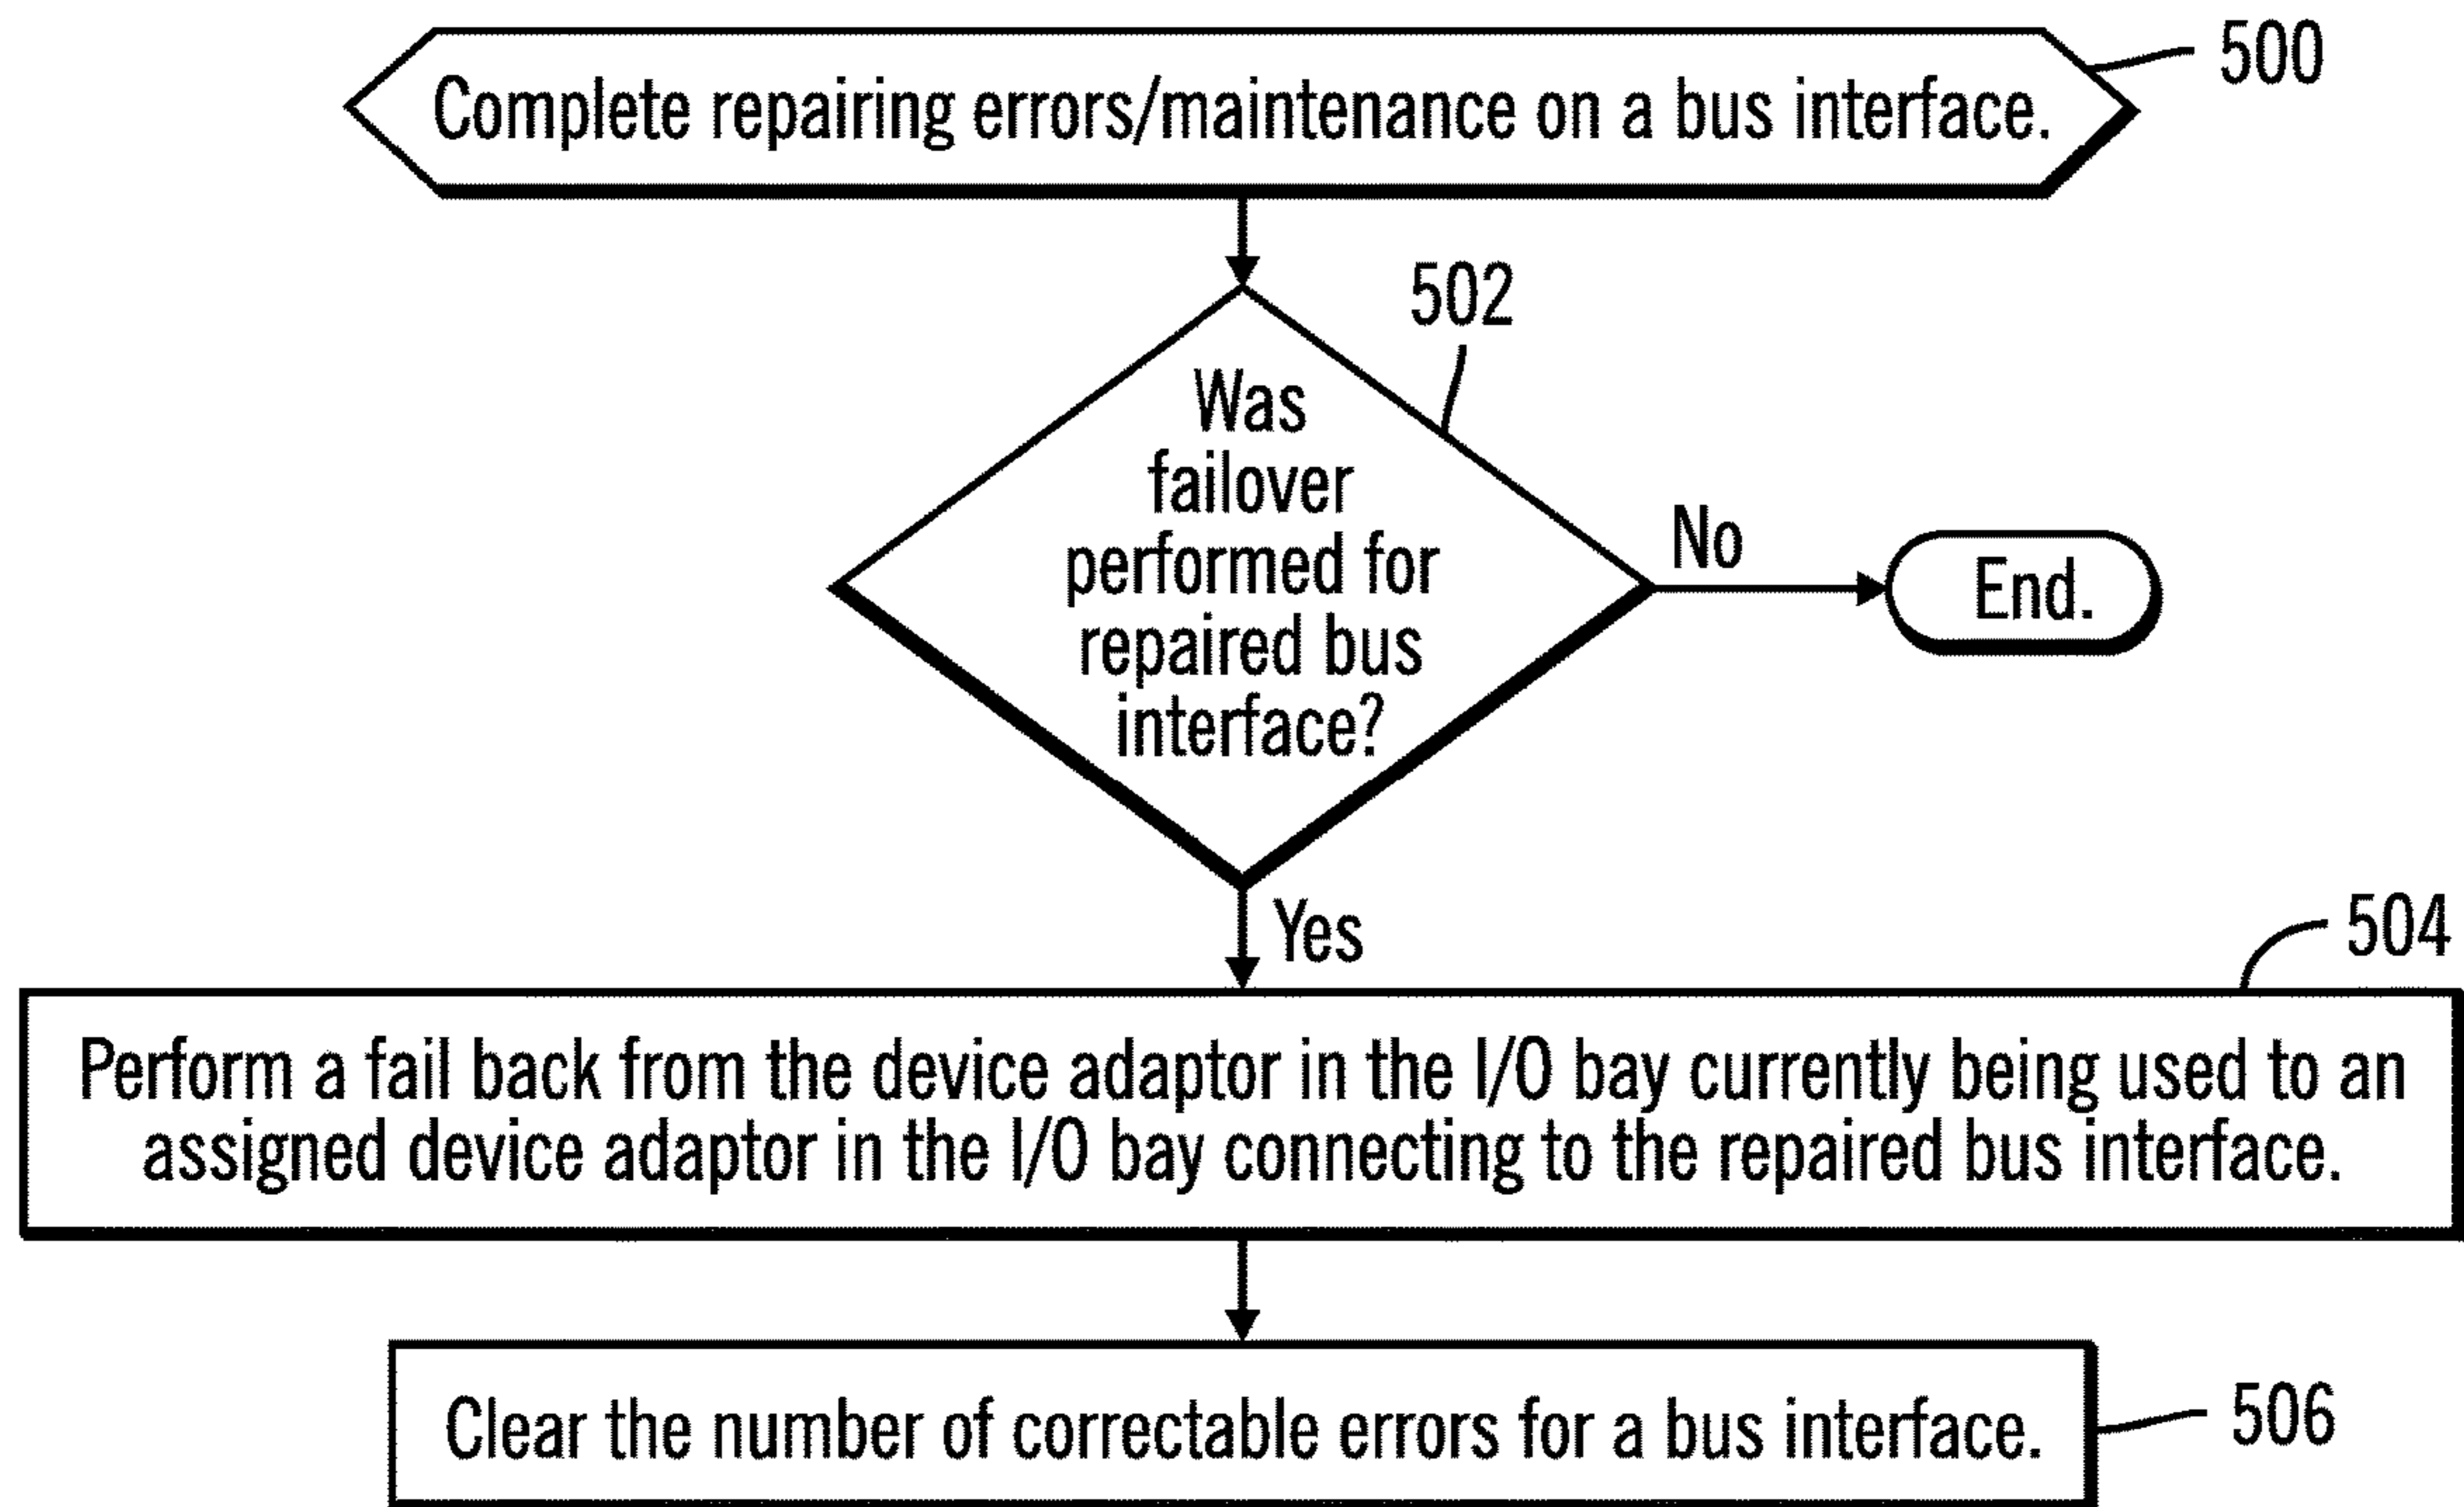 500
Complete repairing errors/maintenance on a bus interface.
502
Was
failover
performed for
repaired bus
interface?
No
End.
Yes
504
Perform a fail back from the device adaptor in the I/O bay currently being used to an
assigned device adaptor in the I/O bay connecting to the repaired bus interface.
Clear the number of correctable errors for a bus interface.
506